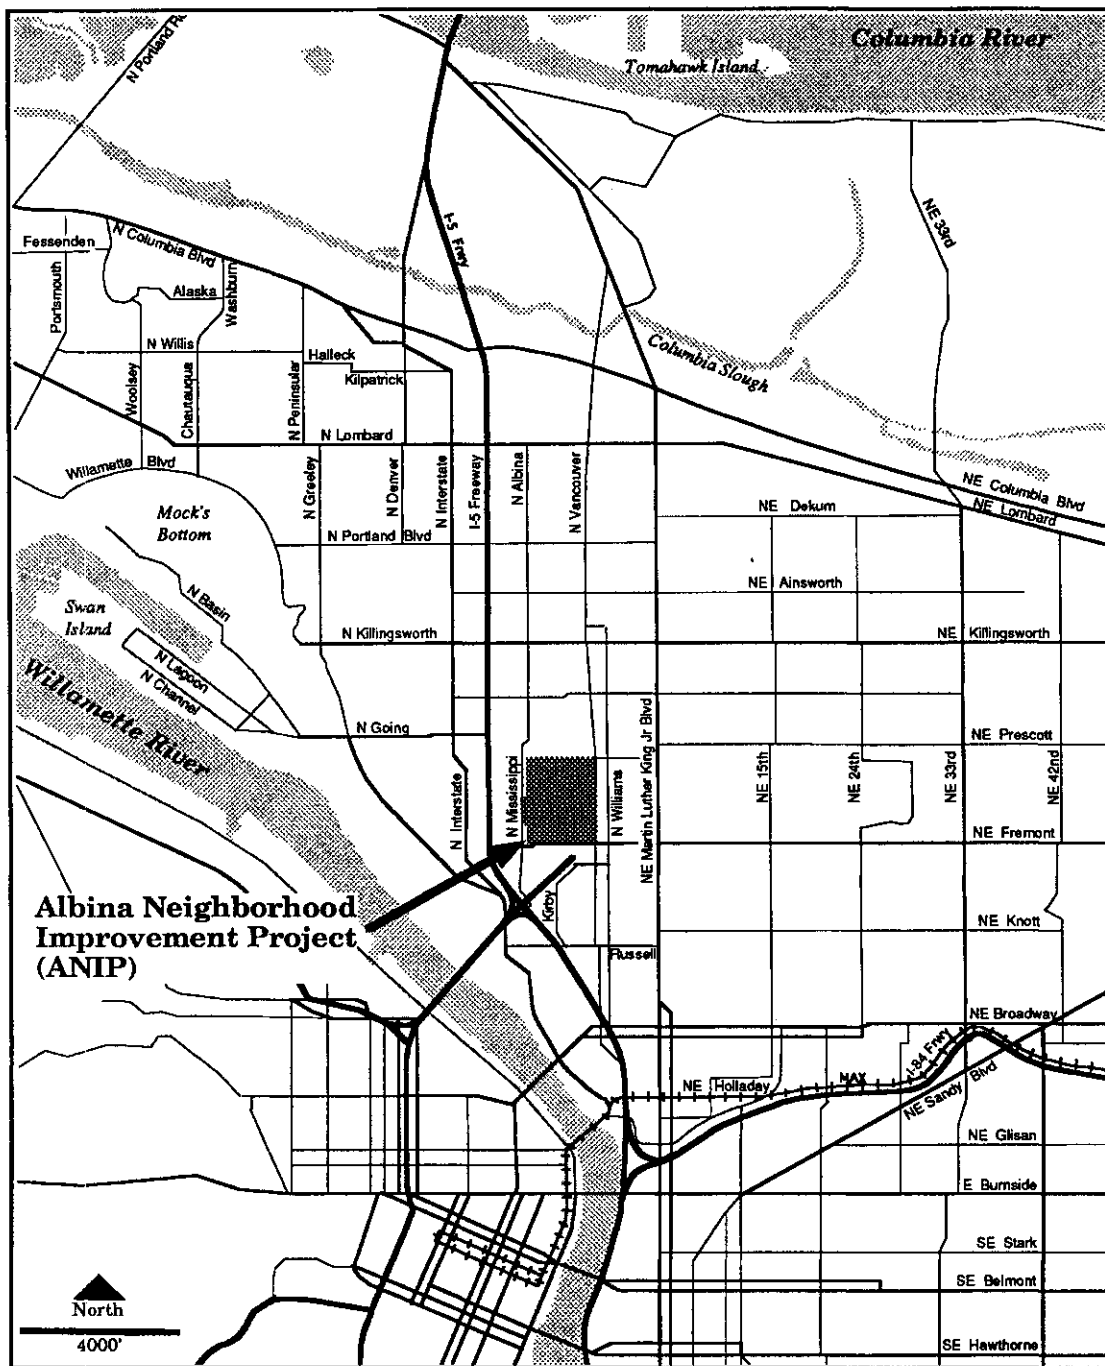 Columbia River
Tomahawk Island
N Portland R
I-5 Frwy
NE 33rd
Fessenden
N Columbia Blvd
Portsmouth
Alaska
Washburn
N Willis
Halleck
Kilpatrick
Woolsey
Chautauqua
N Peninsular
Columbia Slough
N Lombard
Willamette Blvd
N Greeley
N Denver
N Interstate
I-5 Freeway
N Albina
N Vancouver
NE Columbia Blvd
NE Lombard
NE Dekum
Mock's
Bottom
N Portland Blvd
NE Ainsworth
N Basin
Swan
Island
N Killingsworth
NE Killingsworth
N Lagoon
N Channel
Willamette River
N Going
NE Prescott
N Interstate
N Mississippi
N Williams
NE Martin Luther King Jr Blvd
NE 15th
NE 24th
NE 33rd
NE 42nd
NE Fremont
Albina Neighborhood
Improvement Project
(ANIP)
Kirby
NE Knott
Russell
NE Broadway
I-84 Frwy
NE Holladay
MAX
NE Sandy Blvd
NE Glisan
E Burnside
SE Stark
SE Belmont
North
4000'
SE Hawthorne